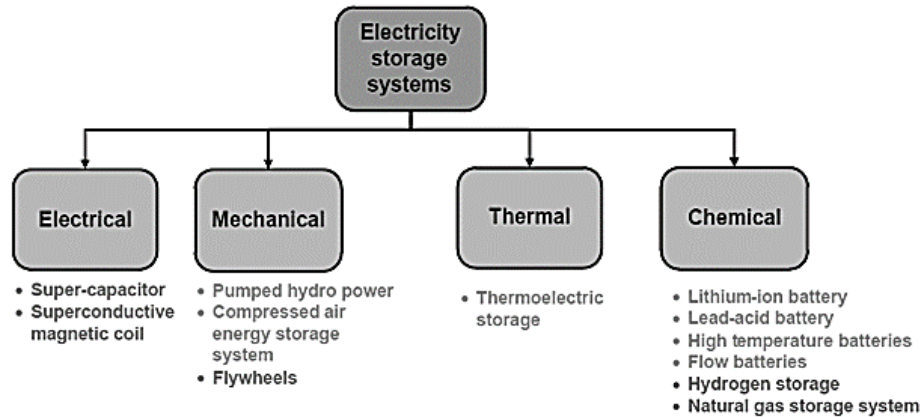 Electricity
storage
systems
Electrical
Mechanical
Thermal
Chemical
• Super-capacitor
• Superconductive
magnetic coil
• Pumped hydro power
• Compressed air
energy storage
system
• Flywheels
• Thermoelectric
storage
• Lithium-ion battery
• Lead-acid battery
• High temperature batteries
• Flow batteries
• Hydrogen storage
• Natural gas storage system